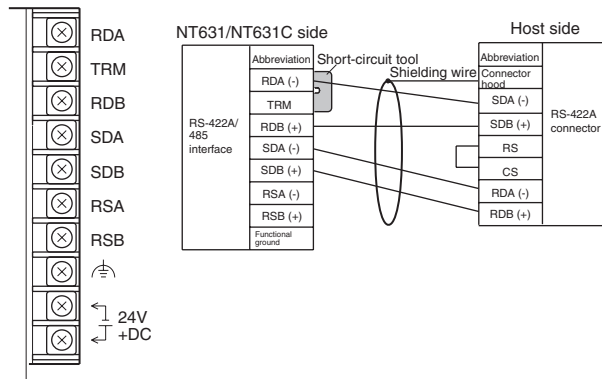 RDA
TRM
RDB
SDA
SDB
RSA
RSB
24V
+DC
NT631/NT631C side
Abbreviation
RS-422A/
485
interface
RDA (-)
TRM
RDB (+)
SDA (-)
SDB (+)
RSA (-)
RSB (+)
Functional
ground
Short-circuit tool
Shielding wire
Host side
Abbreviation
Connector
hood
SDA (-)
SDB (+)
RS
CS
RDA (-)
RDB (+)
RS-422A
connector